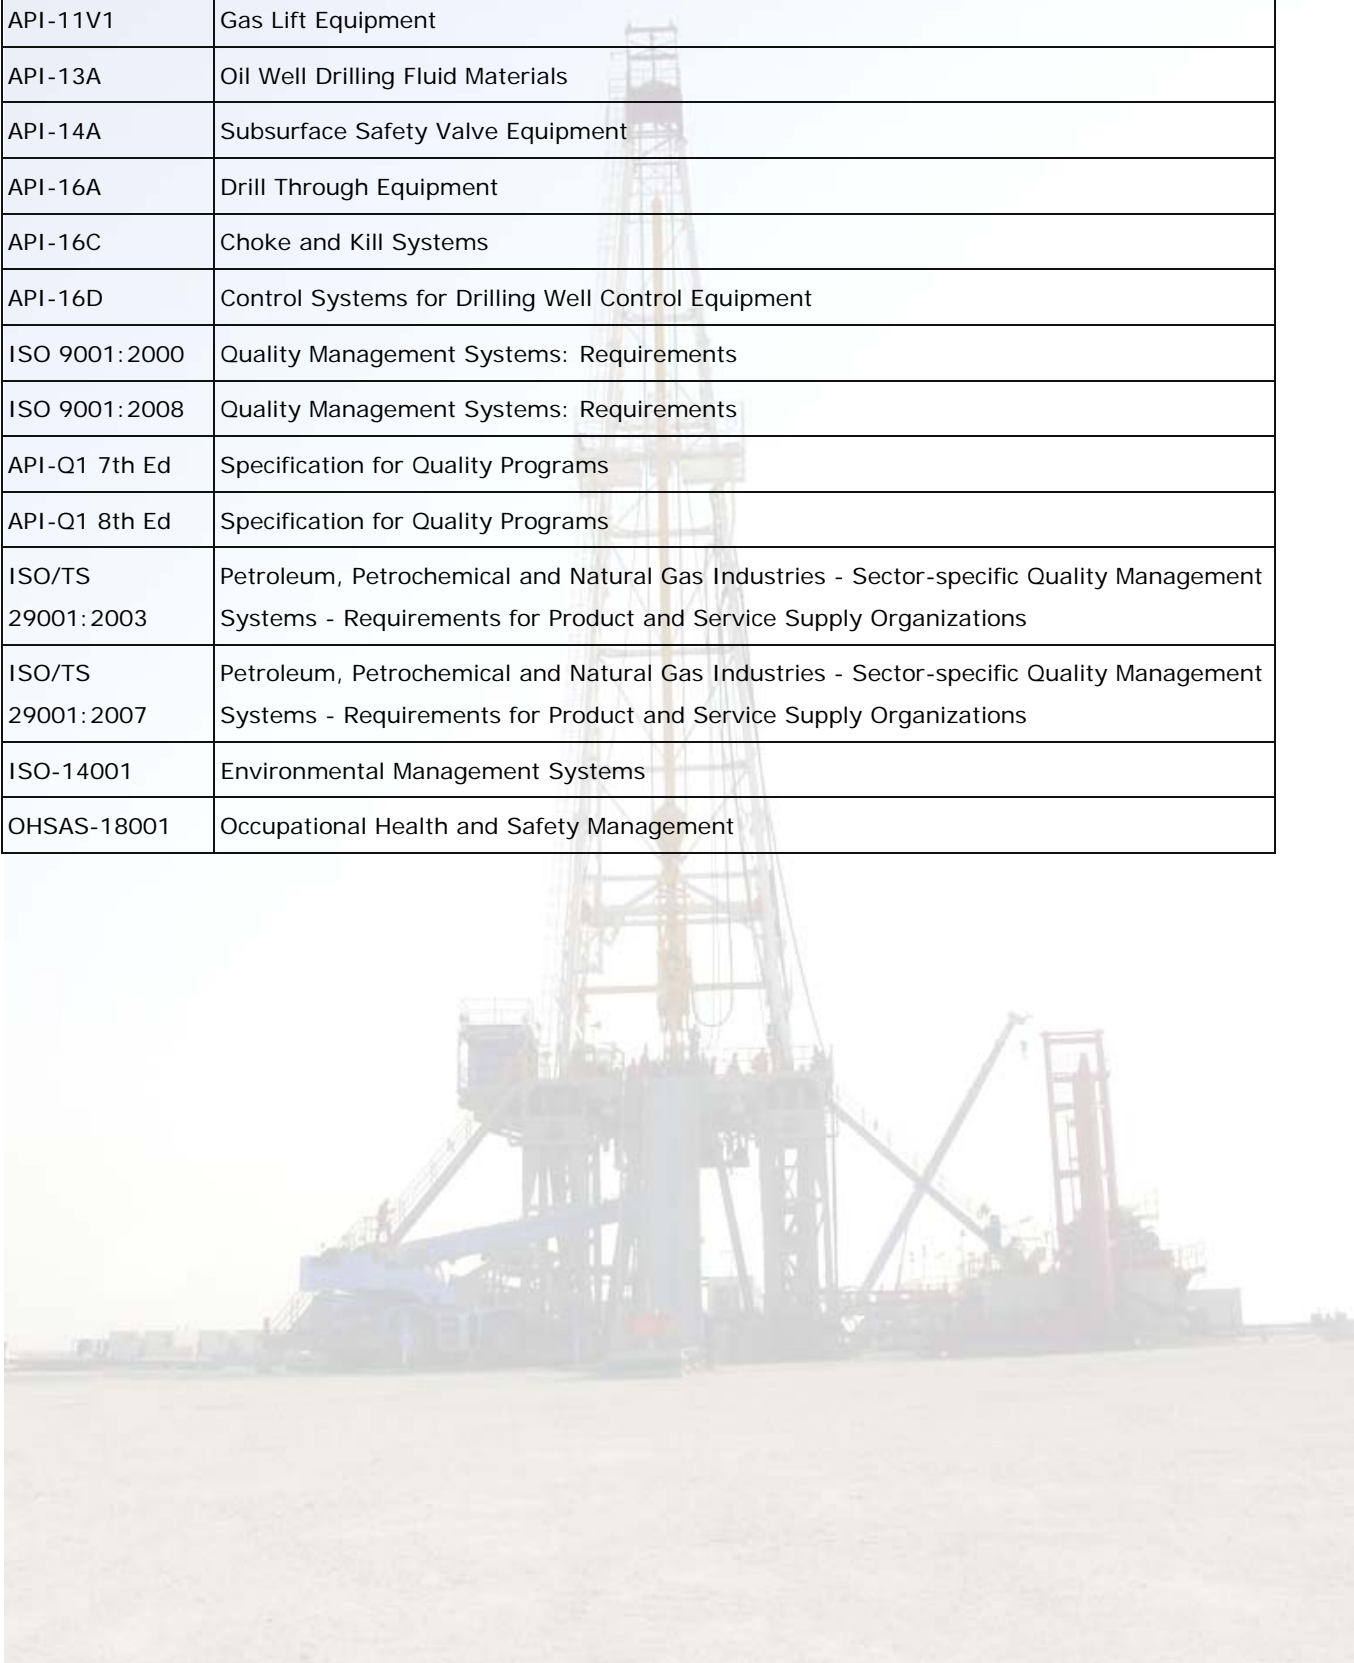 API-11V1 Gas Lift Equipment
API-13A Oil Well Drilling Fluid Materials
API-14A Subsurface Safety Valve Equipment
API-16A Drill Through Equipment
API-16C Choke and Kill Systems
API-16D Control Systems for Drilling Well Control Equipment
ISO 9001:2000 Quality Management Systems: Requirements
ISO 9001:2008 Quality Management Systems: Requirements
API-Q1 7th Ed Specification for Quality Programs
API-Q1 8th Ed Specification for Quality Programs
ISO/TS Petroleum, Petrochemical and Natural Gas Industries - Sector-specific Quality Management
29001:2003 Systems - Requirements for Product and Service Supply Organizations
ISO/TS Petroleum, Petrochemical and Natural Gas Industries - Sector-specific Quality Management
29001:2007 Systems - Requirements for Product and Service Supply Organizations
ISO-14001 Environmental Management Systems
OHSAS-18001 Occupational Health and Safety Management